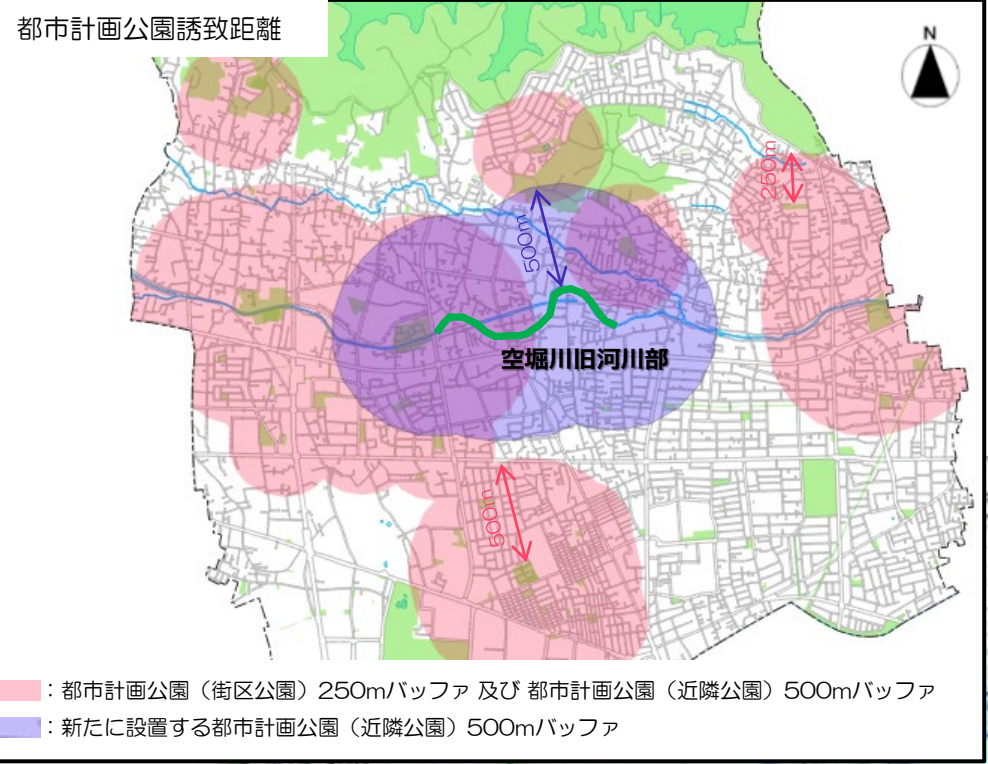 都市計画公園誘致距離
N
250m
500m
空堀川旧河川部
500m
：都市計画公園（街区公園）250mバッファ 及び 都市計画公園（近隣公園）500mバッファ
：新たに設置する都市計画公園（近隣公園）500mバッファ